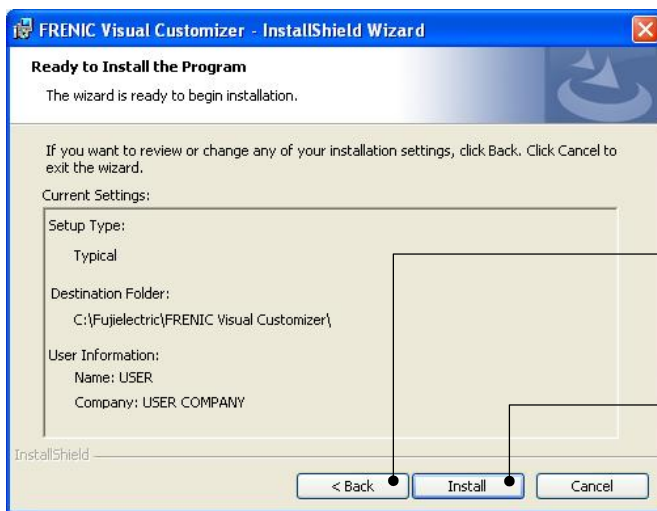 FRENIC Visual Customizer - InstallShield Wizard
Ready to Install the Program
The wizard is ready to begin installation.
If you want to review or change any of your installation settings, click Back. Click Cancel to
exit the wizard.
Current Settings:
Setup Type:
Typical
Destination Folder:
C:\Fujielectric\FRENIC Visual Customizer\
User Information:
Name: USER
Company: USER COMPANY
InstallShield
< Back
Install
Cancel